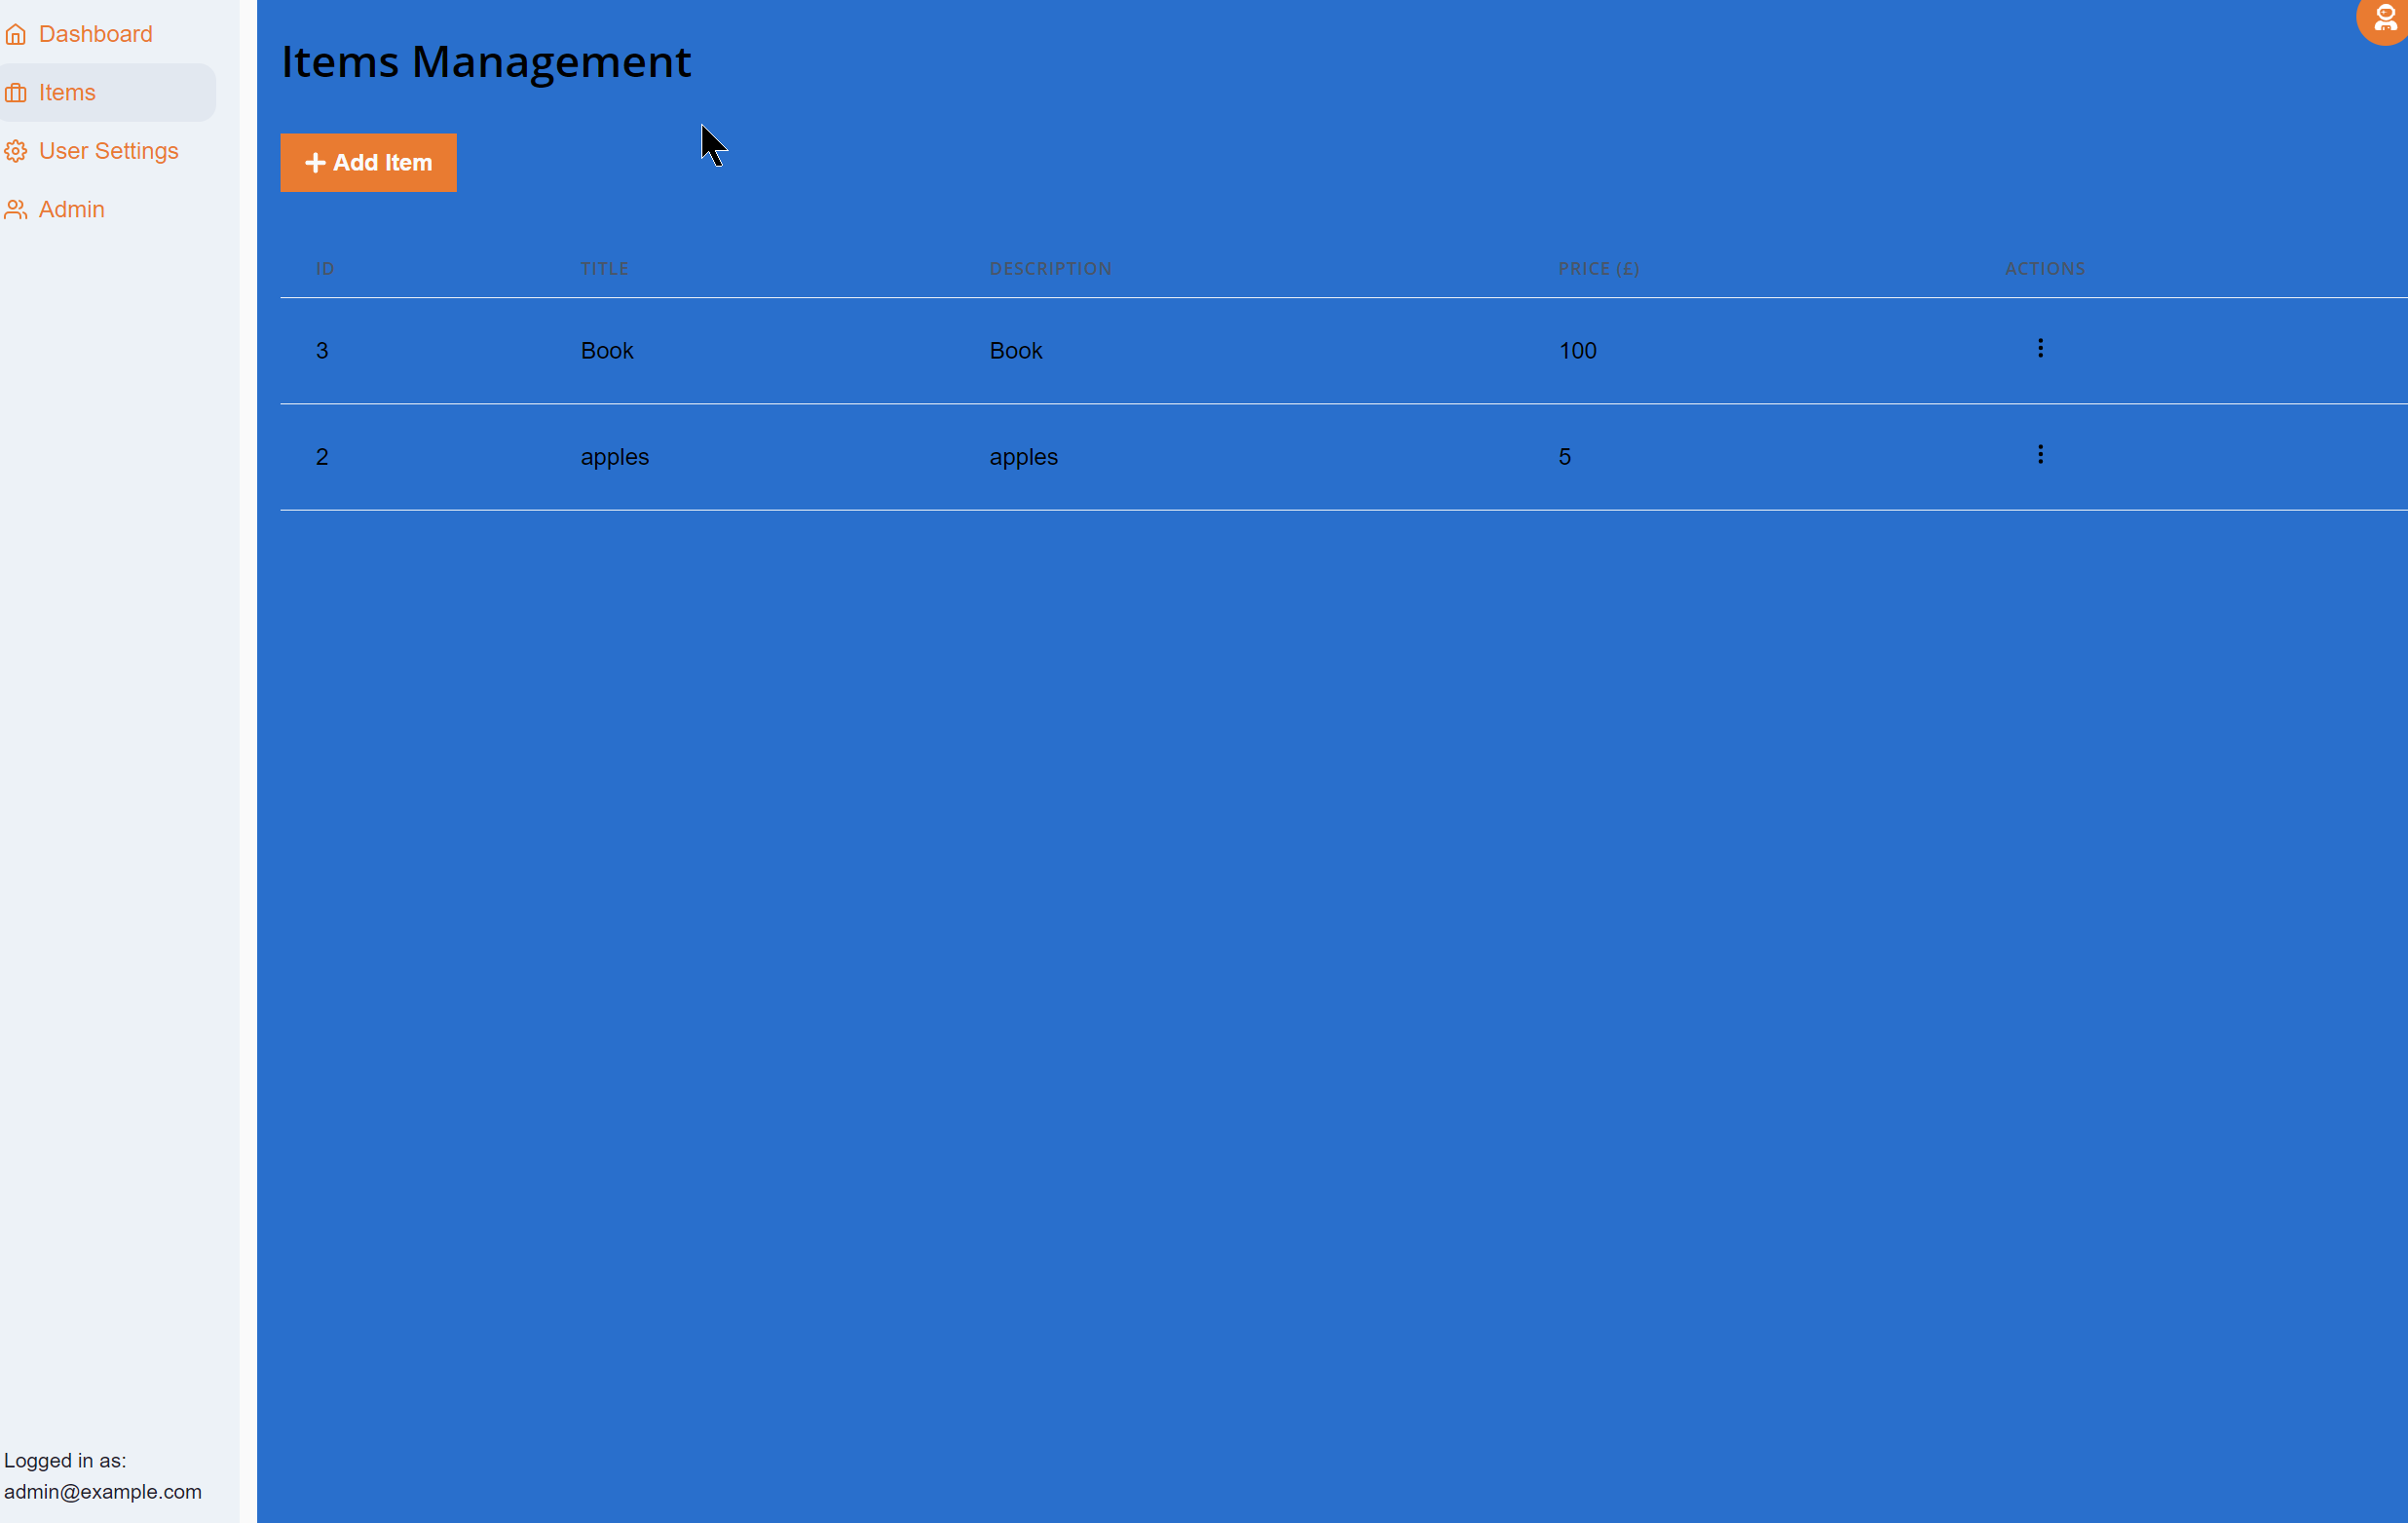 Dashboard
Items
User Settings
Admin
Items Management
Add Item
ID TITLE DESCRIPTION PRICE (£) ACTIONS
3 Book Book 100
2 apples apples 5
Logged in as:
admin@example.com